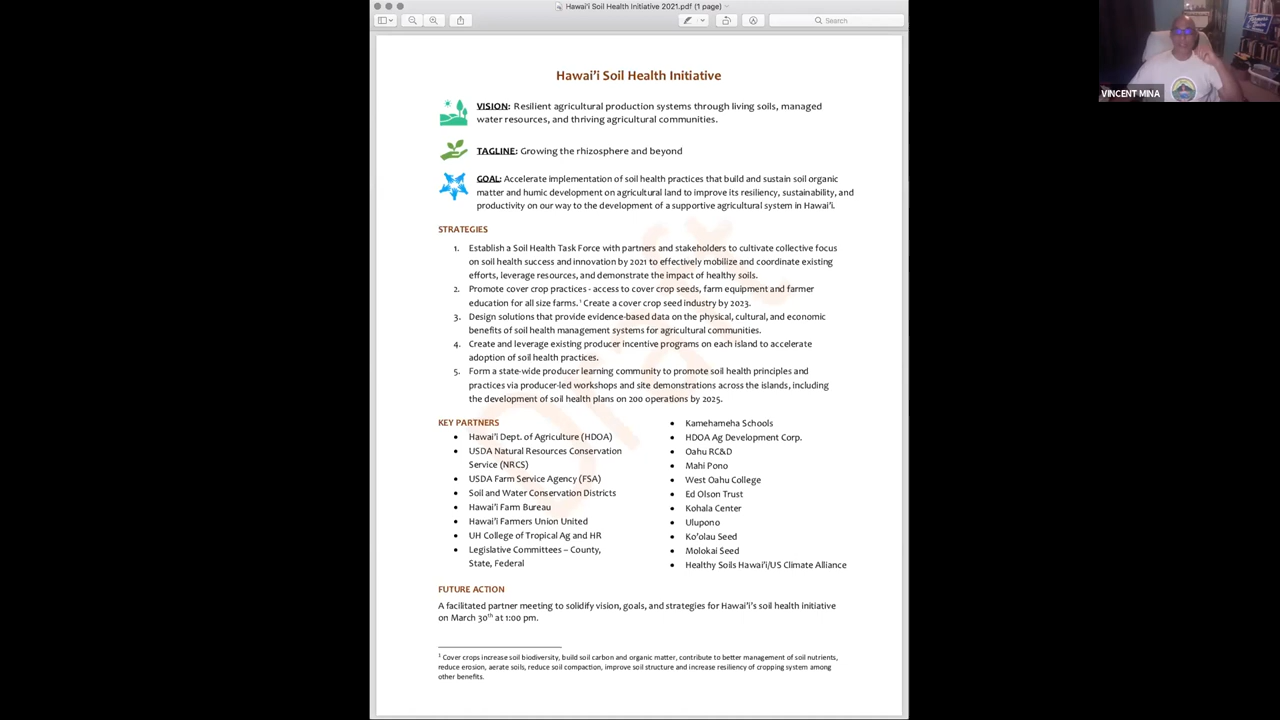 Hawai'i Soil Health Initiative 2021.pdf (1 page)
Search
Hawai'i Soil Health Initiative
VISION: Resilient agricultural production systems through living soils, managed
water resources, and thriving agricultural communities.
TAGLINE: Growing the rhizosphere and beyond
GOAL: Accelerate implementation of soil health practices that build and sustain soil organic
matter and humic development on agricultural land to improve its resiliency, sustainability, and
productivity on our way to the development of a supportive agricultural system in Hawai'i.
STRATEGIES
1. Establish a Soil Health Task Force with partners and stakeholders to cultivate collective focus
on soil health success and innovation by 2021 to effectively mobilize and coordinate existing
efforts, leverage resources, and demonstrate the impact of healthy soils.
2. Promote cover crop practices - access to cover crop seeds, farm equipment and farmer
education for all size farms. ¹ Create a cover crop seed industry by 2023.
3. Design solutions that provide evidence-based data on the physical, cultural, and economic
benefits of soil health management systems for agricultural communities.
4. Create and leverage existing producer incentive programs on each island to accelerate
adoption of soil health practices.
5. Form a state-wide producer learning community to promote soil health principles and
practices via producer-led workshops and site demonstrations across the islands, including
the development of soil health plans on 200 operations by 2025.
KEY PARTNERS
• Hawai'i Dept. of Agriculture (HDOA)
• USDA Natural Resources Conservation
Service (NRCS)
• USDA Farm Service Agency (FSA)
• Soil and Water Conservation Districts
• Hawai'i Farm Bureau
• Hawai'i Farmers Union United
• UH College of Tropical Ag and HR
• Legislative Committees – County,
State, Federal
• Kamehameha Schools
• HDOA Ag Development Corp.
• Oahu RC&D
• Mahi Pono
• West Oahu College
• Ed Olson Trust
• Kohala Center
• Ulupono
• Ko'olau Seed
• Molokai Seed
• Healthy Soils Hawai'i/US Climate Alliance
FUTURE ACTION
A facilitated partner meeting to solidify vision, goals, and strategies for Hawai'i's soil health initiative
on March 30th at 1:00 pm.
¹ Cover crops increase soil biodiversity, build soil carbon and organic matter, contribute to better management of soil nutrients,
reduce erosion, aerate soils, reduce soil compaction, improve soil structure and increase resiliency of cropping system among
other benefits.
Draft
VINCENT MINA